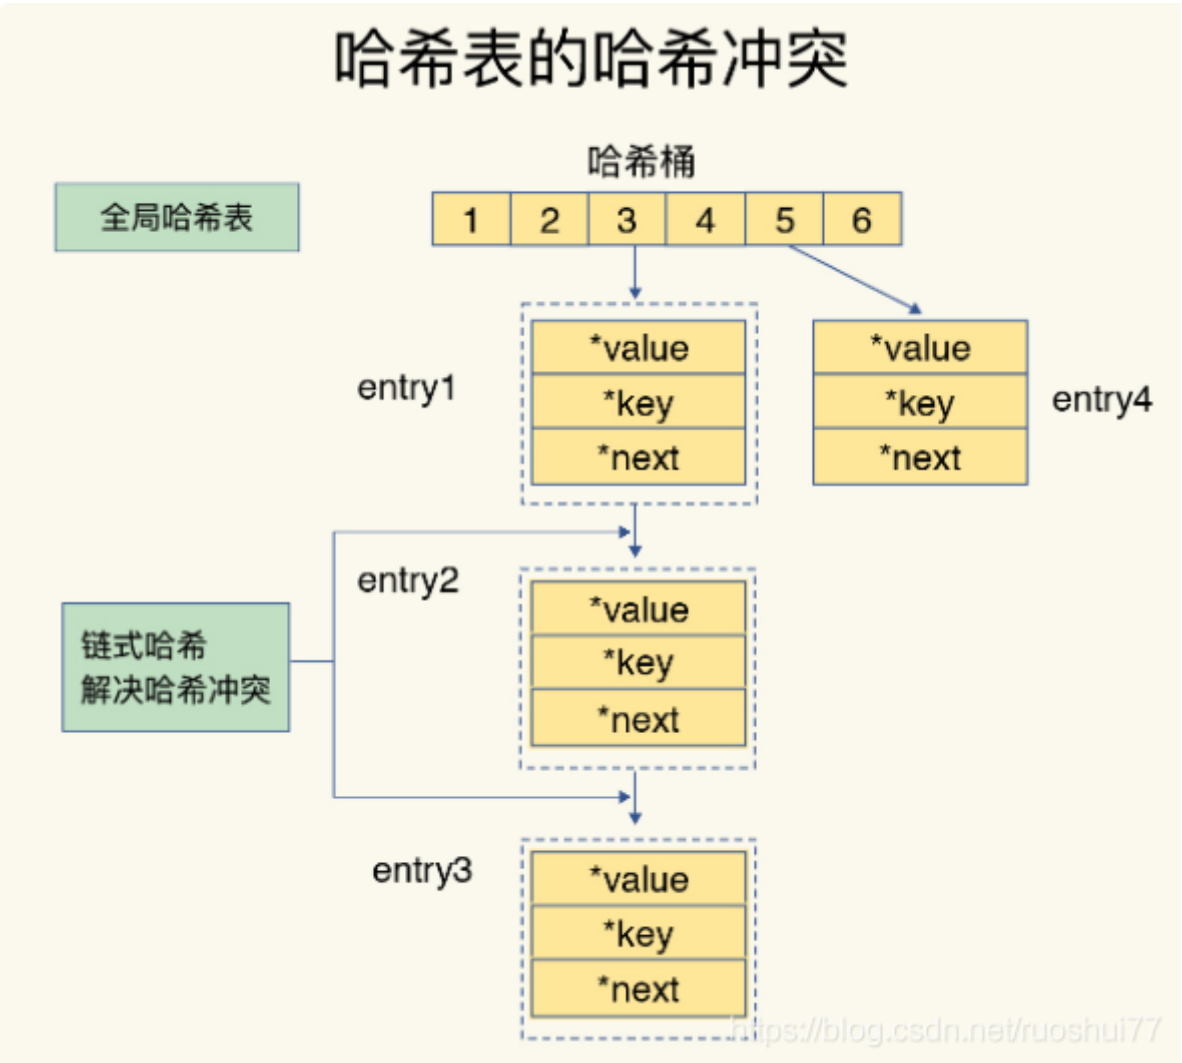 哈希表的哈希冲突
哈希桶
全局哈希表
1 2 3 4 5 6
*value
*key
*next
entry1
*value
*key
*next
entry4
entry2
*value
*key
*next
链式哈希
解决哈希冲突
entry3
*value
*key
*next
https://blog.csdn.net/ruoshui77